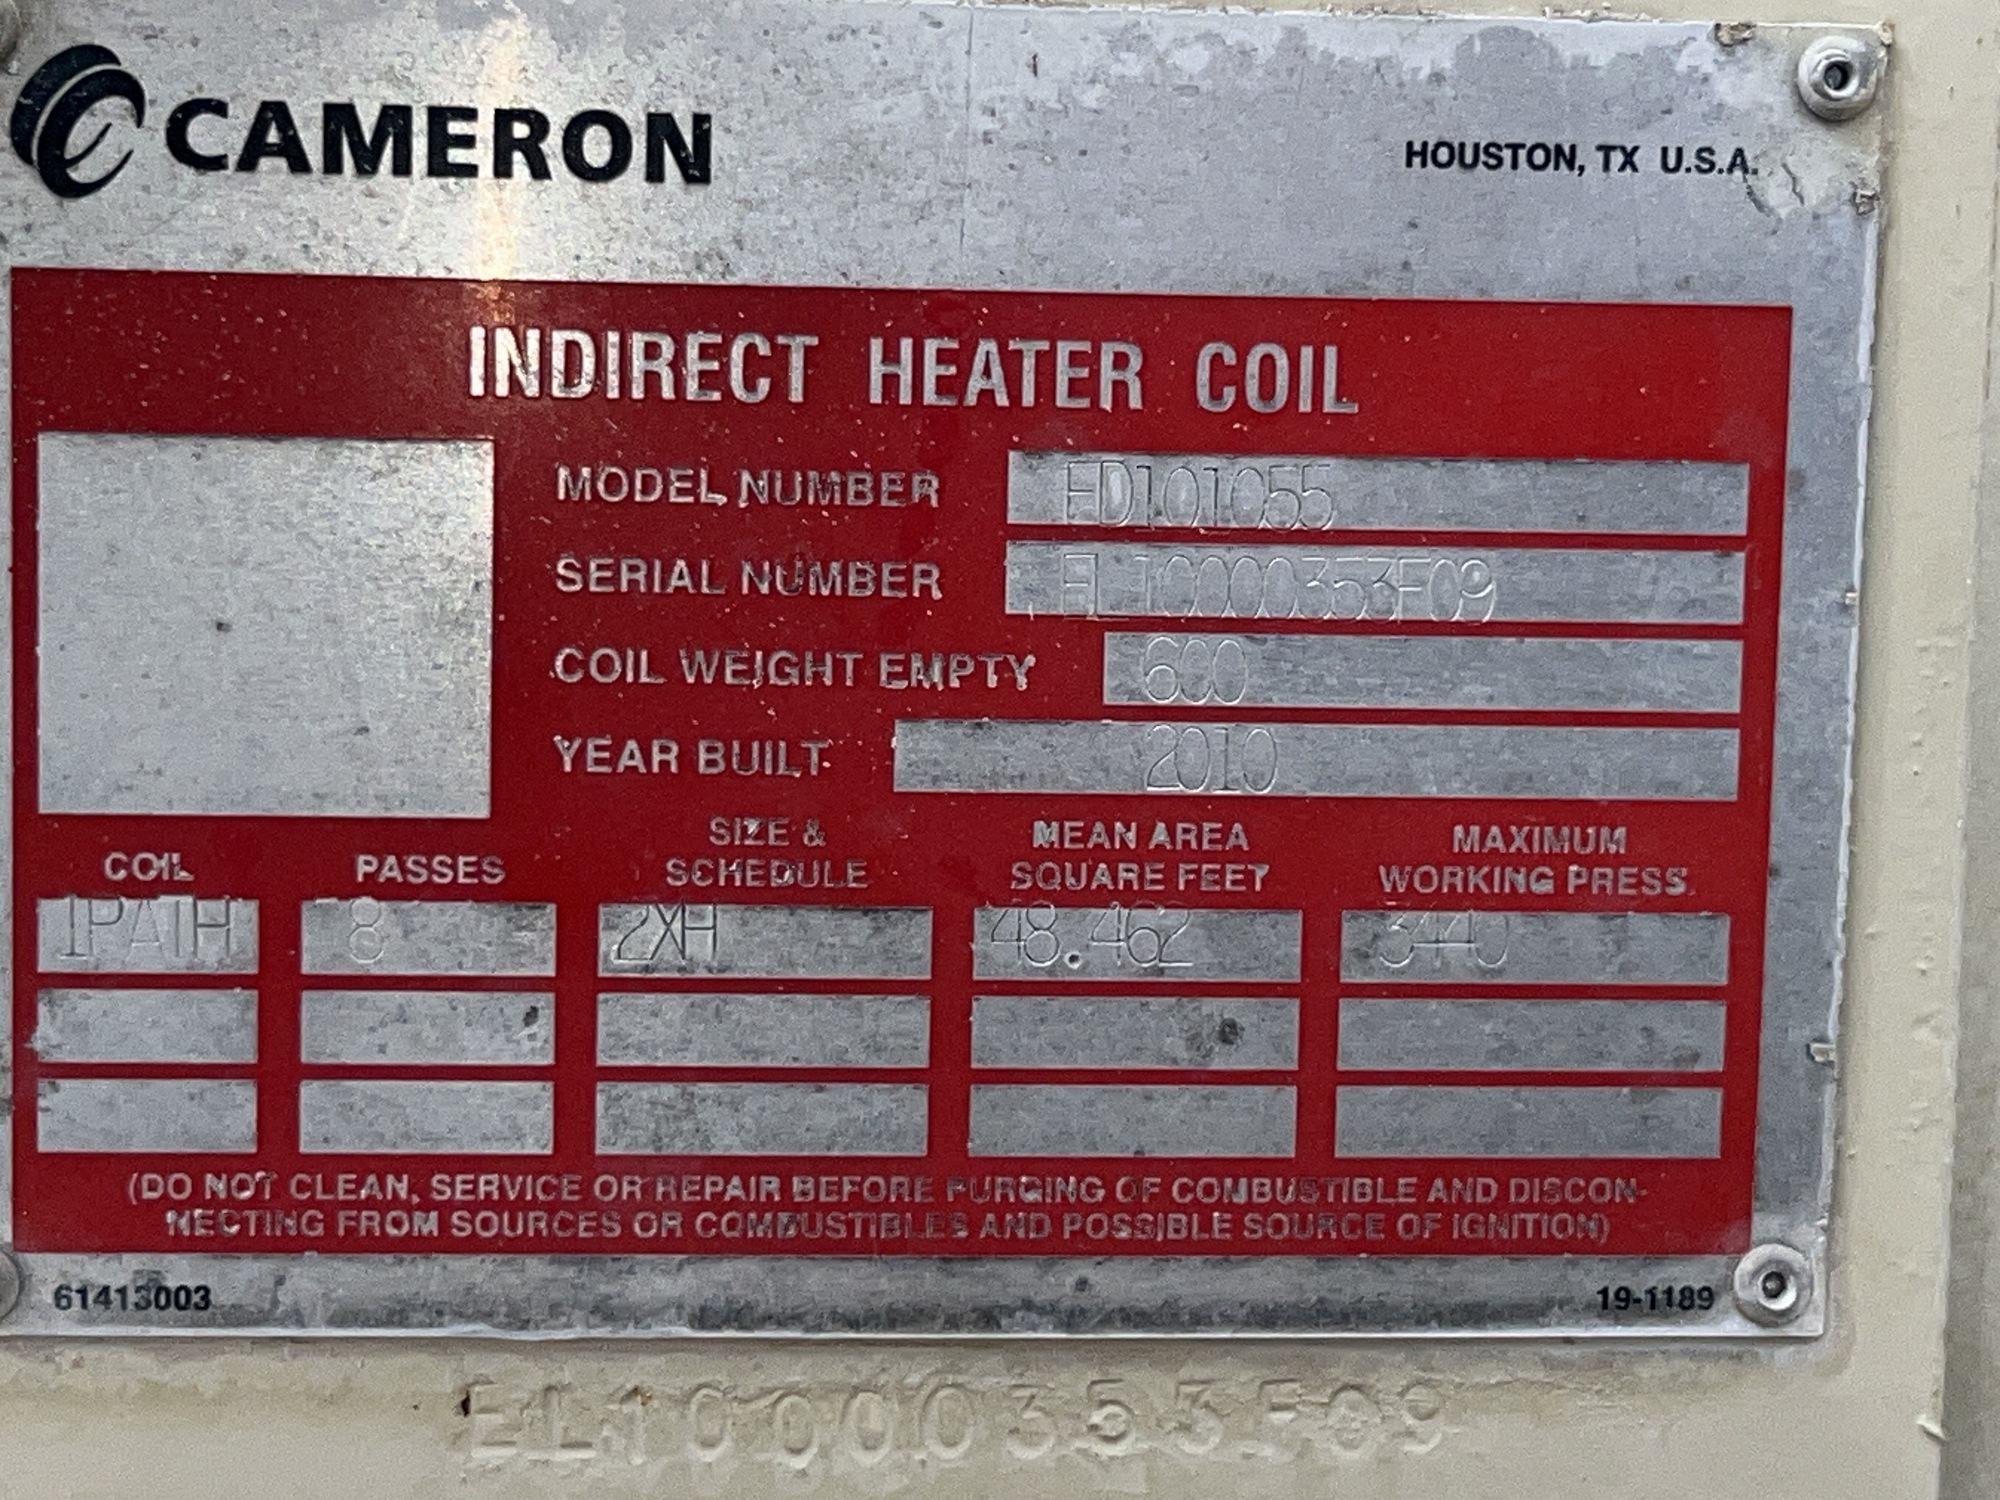 CAMERON
HOUSTON, TX U.S.A.
INDIRECT HEATER COIL
MODEL NUMBER ED101055
SERIAL NUMBER EL10000353F09
COIL WEIGHT EMPTY 600
YEAR BUILT 2010
COIL PASSES SIZE & SCHEDULE MEAN AREA SQUARE FEET MAXIMUM WORKING PRESS.
1PATH 8 2XH 48.462 3440
(DO NOT CLEAN, SERVICE OR REPAIR BEFORE PURGING OF COMBUSTIBLE AND DISCON-
NECTING FROM SOURCES OR COMBUSTIBLES AND POSSIBLE SOURCE OF IGNITION)
61413003 19-1189
EL10000353F09